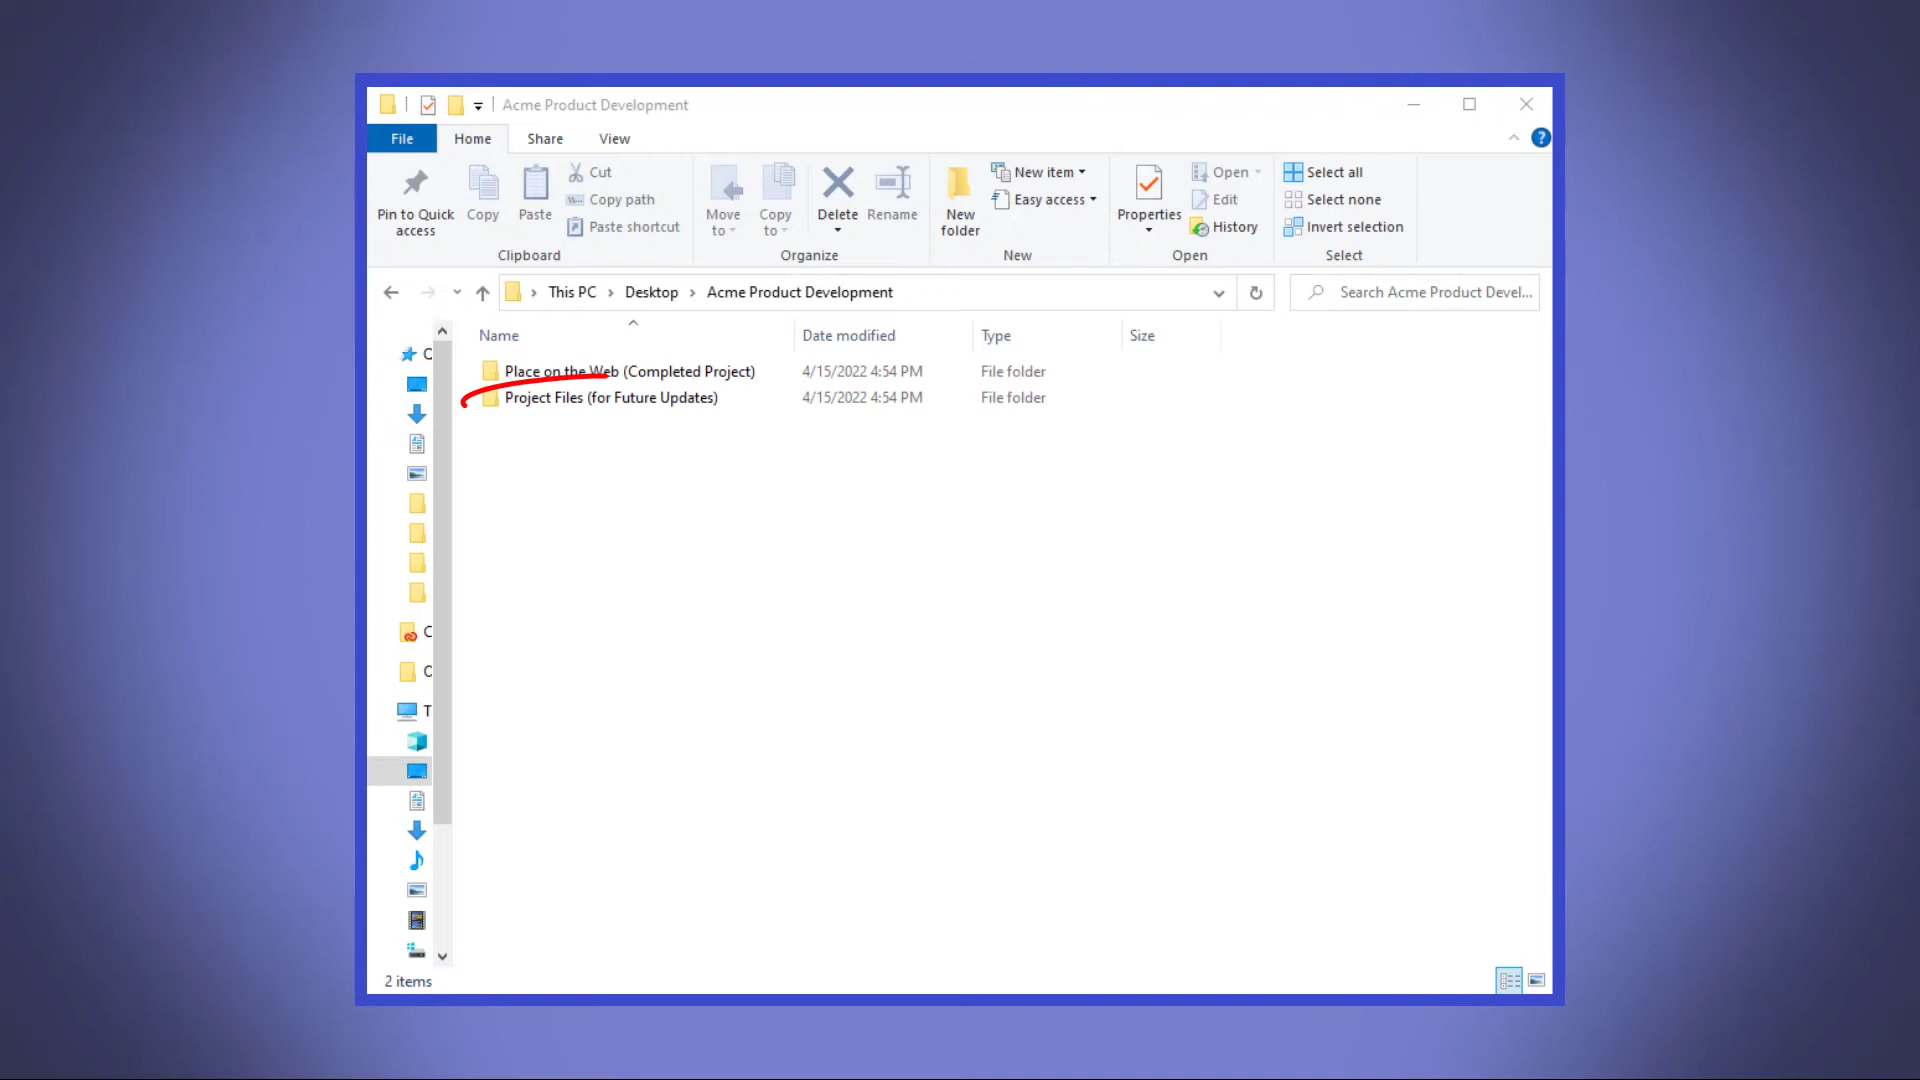 Acme Product Development
File Home Share View
Pin to Quick access
Copy
Paste
Cut
Copy path
Paste shortcut
Clipboard
Move to
Copy to
Delete
Rename
Organize
New folder
New item
Easy access
New
Properties
Open
Edit
History
Open
Select all
Select none
Invert selection
Select
This PC > Desktop > Acme Product Development
Search Acme Product Devel...
Name Date modified Type Size
Place on the Web (Completed Project) 4/15/2022 4:54 PM File folder
Project Files (for Future Updates) 4/15/2022 4:54 PM File folder
T
2 items